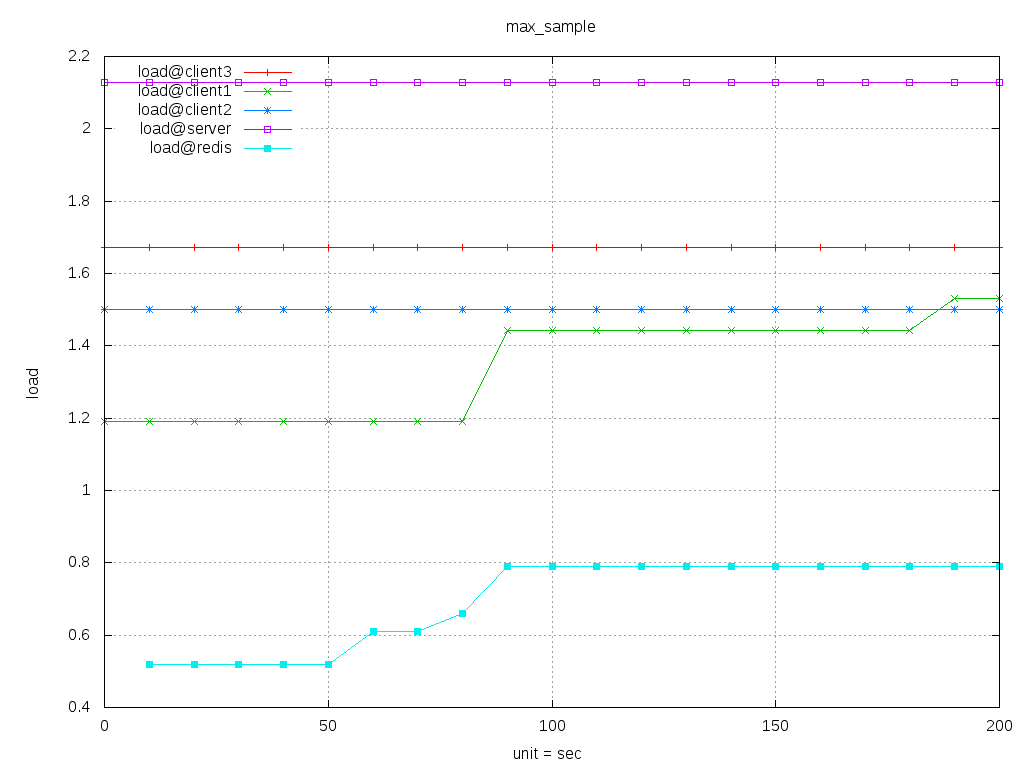 max_sample
2.2
2
1.8
1.6
1.4
1.2
1
0.8
0.6
0.4
load
load@client3
load@client1
load@client2
load@server
load@redis
0 50 100 150 200
unit = sec